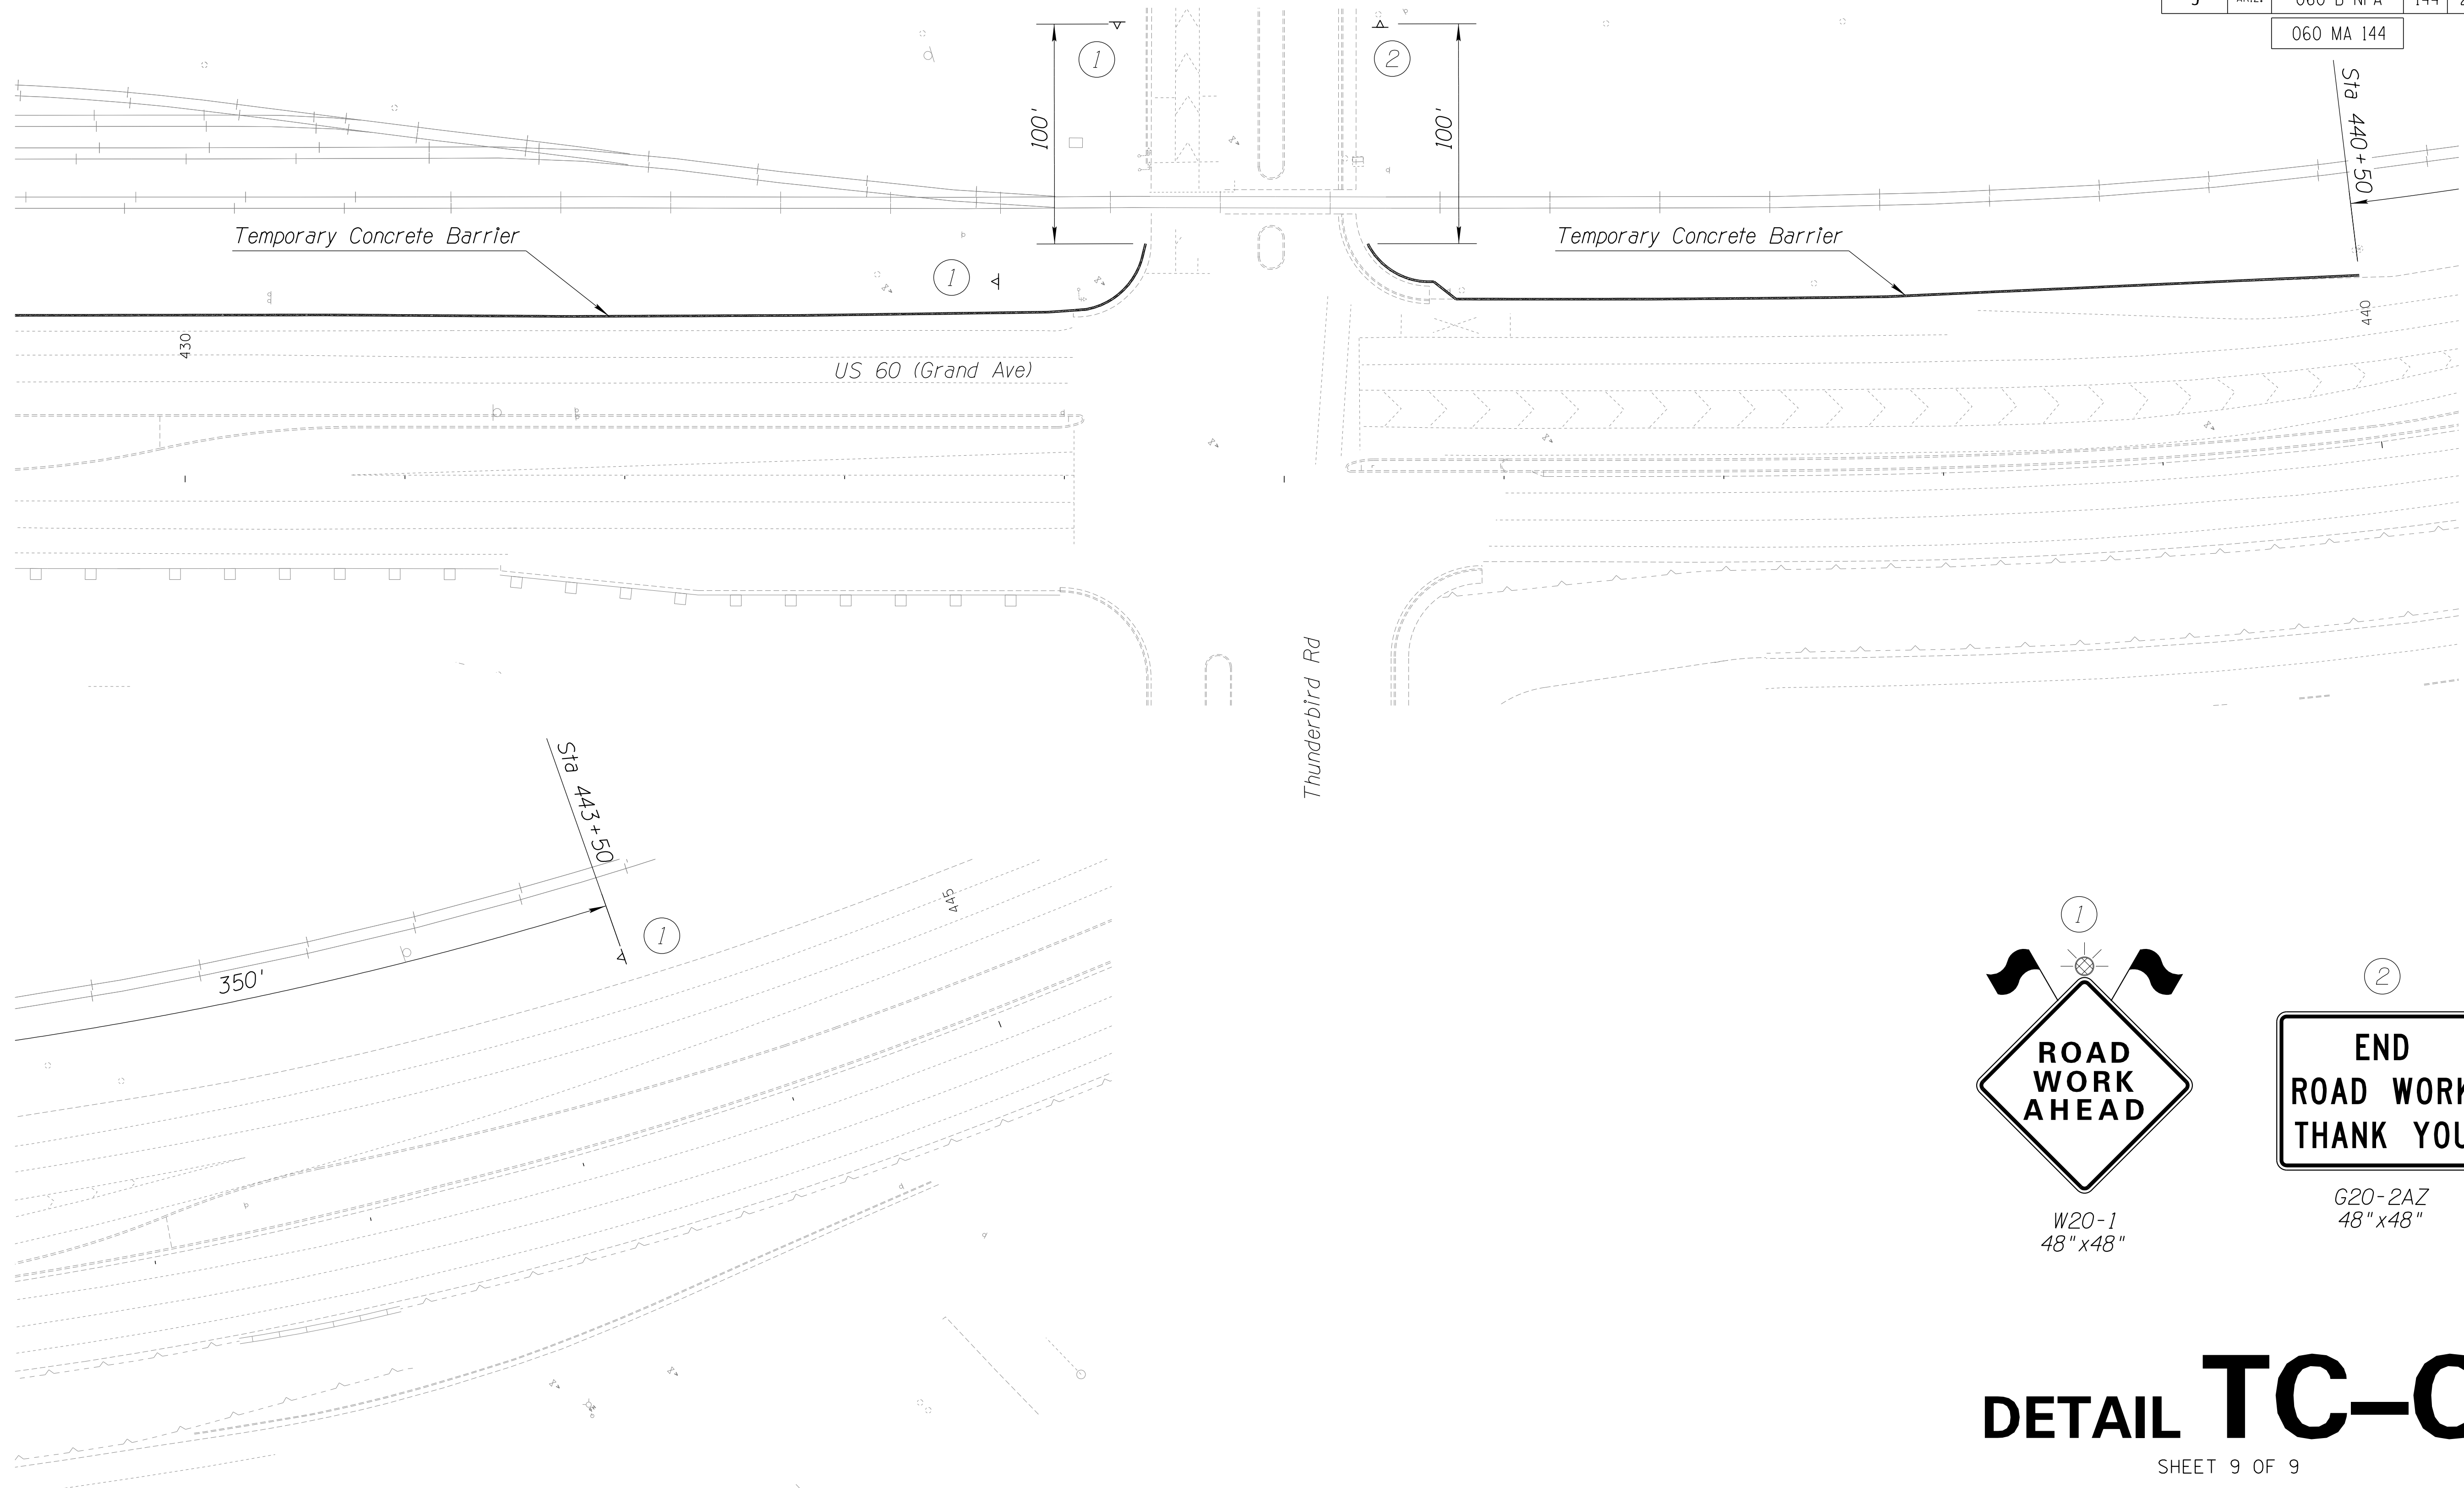 060 MA 144
1
2
100'
100'
Sta 440+50
Temporary Concrete Barrier
Temporary Concrete Barrier
1
430
440
US 60 (Grand Ave)
Thunderbird Rd
Sta 443+50
445
1
350'
1
2
ROAD
WORK
AHEAD
END
ROAD WORK
THANK YOU
W20-1
48"x48"
G20-2AZ
48"x48"
DETAIL TC-
SHEET 9 OF 9